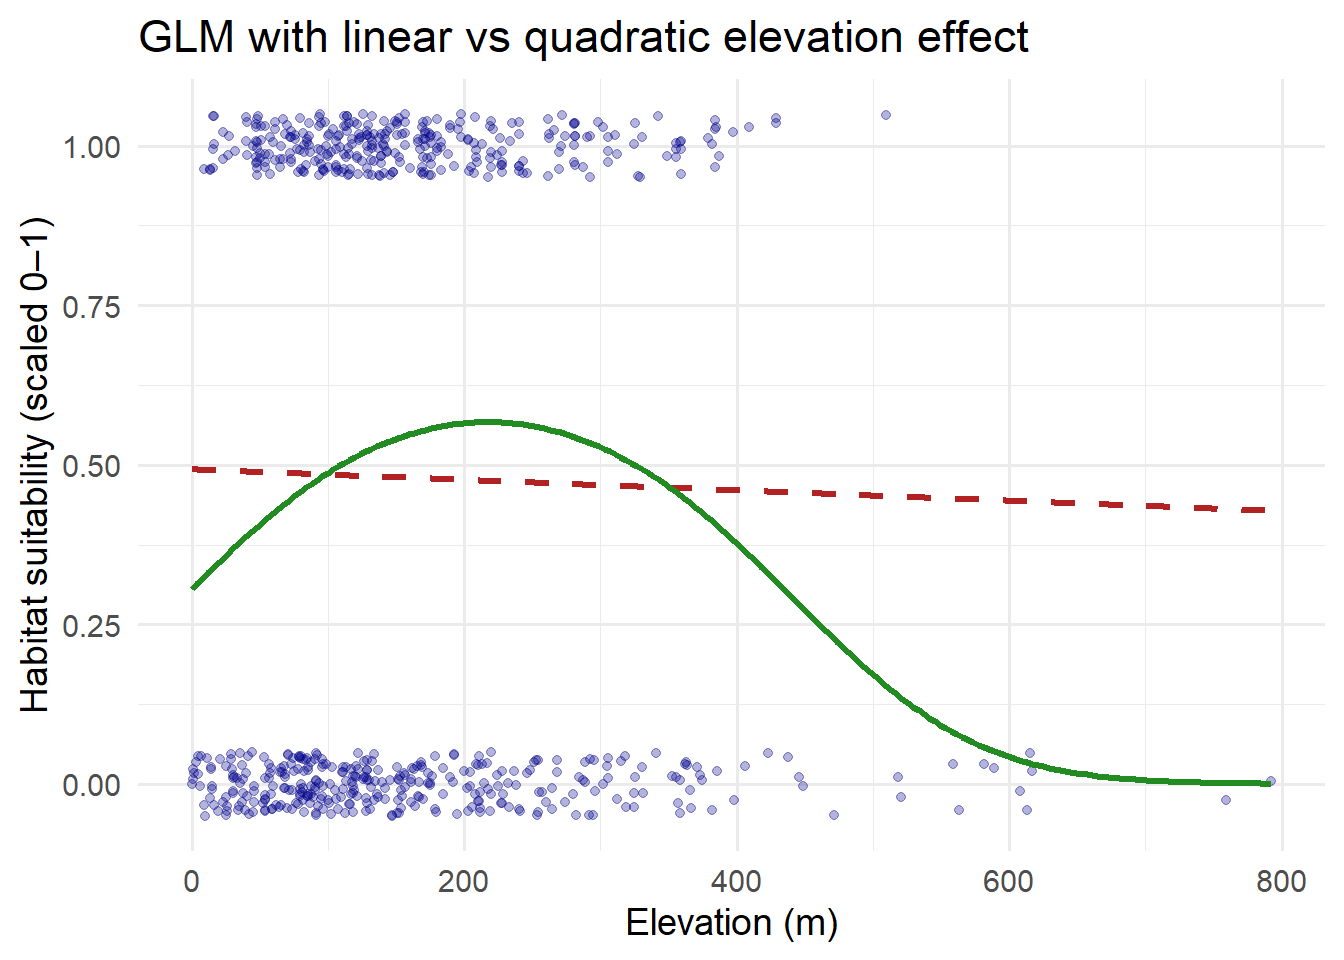 GLM with linear vs quadratic elevation effect
Habitat suitability (scaled 0–1)
1.00
0.75
0.50
0.25
0.00
0 200 400 600 800
Elevation (m)